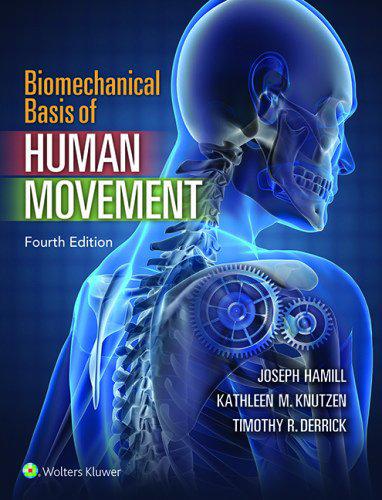 Biomechanical
Basis of
HUMAN
MOVEMENT
Fourth Edition
JOSEPH HAMILL
KATHLEEN M. KNUTZEN
TIMOTHY R. DERRICK
Wolters Kluwer